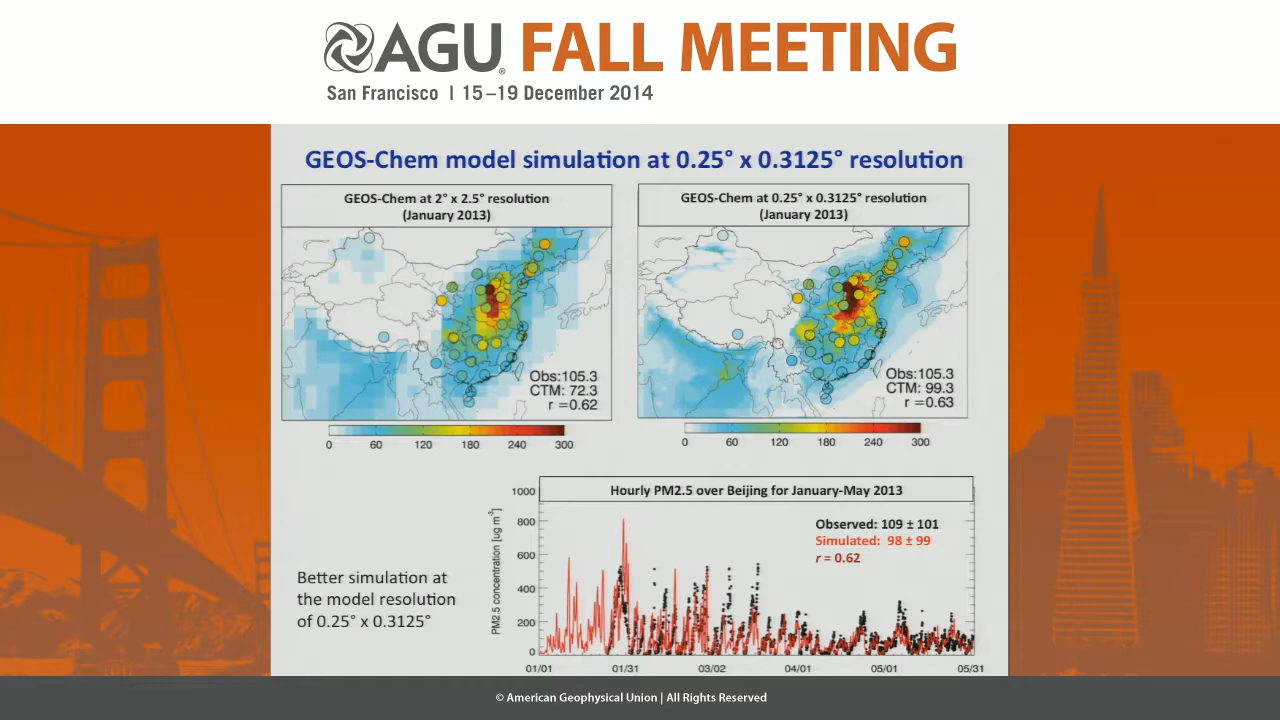 AGU® FALL MEETING
San Francisco | 15–19 December 2014
GEOS-Chem model simulation at 0.25° x 0.3125° resolution
GEOS-Chem at 2° x 2.5° resolution
(January 2013)
Obs:105.3
CTM: 72.3
r =0.62
0 60 120 180 240 300
GEOS-Chem at 0.25° x 0.3125° resolution
(January 2013)
Obs:105.3
CTM: 99.3
r =0.63
0 60 120 180 240 300
Better simulation at
the model resolution
of 0.25° x 0.3125°
Hourly PM2.5 over Beijing for January-May 2013
PM2.5 concentration [ug m⁻³]
1000
800
600
400
200
0
Observed: 109 ± 101
Simulated: 98 ± 99
r = 0.62
01/01 01/31 03/02 04/01 05/01 05/31
© American Geophysical Union | All Rights Reserved